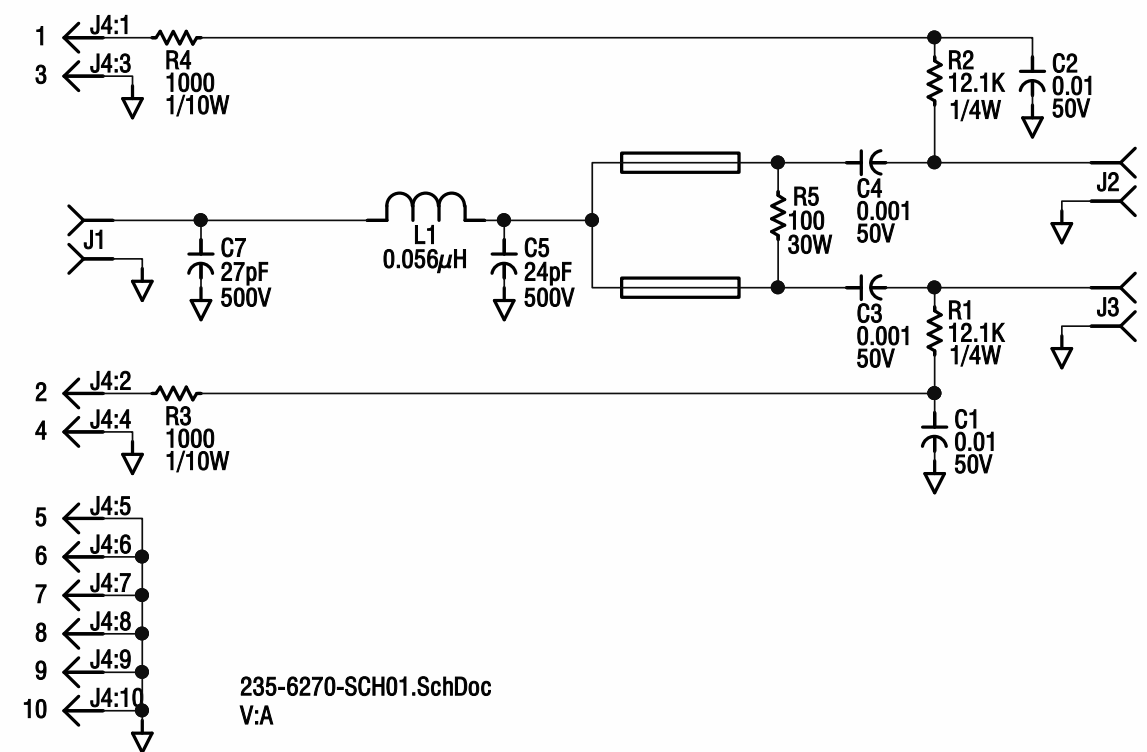 1 J4:1
R4
1000
1/10W
3 J4:3
R2
12.1K
1/4W
C2
0.01
50V
J1
C7
27pF
500V
L1
0.056µH
C5
24pF
500V
R5
100
30W
C4
0.001
50V
J2
C3
0.001
50V
R1
12.1K
1/4W
J3
2 J4:2
R3
1000
1/10W
4 J4:4
C1
0.01
50V
5 J4:5
6 J4:6
7 J4:7
8 J4:8
9 J4:9
10 J4:10
235-6270-SCH01.SchDoc
V:A